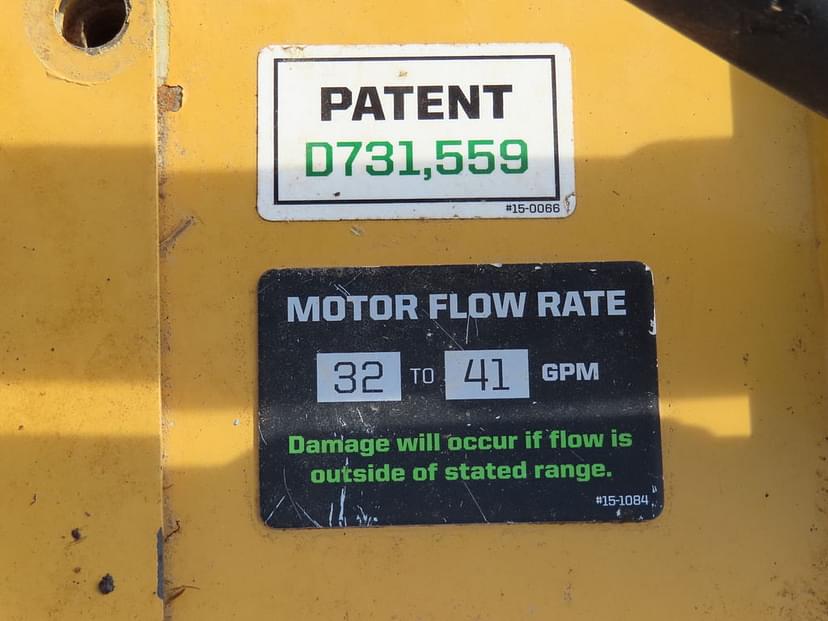 PATENT
D731,559
#15-0066
MOTOR FLOW RATE
32 TO 41 GPM
Damage will occur if flow is
outside of stated range.
#15-1084